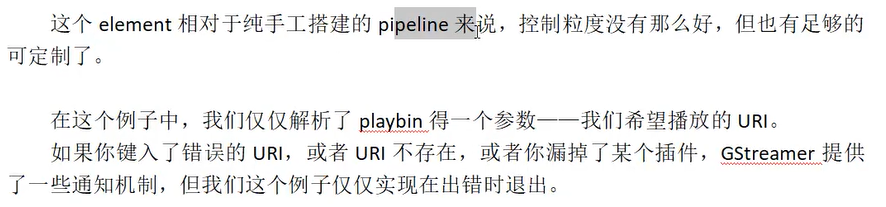 这个 element 相对于纯手工搭建的 pipeline 来说，控制粒度没有那么好，但也有足够的
可定制了。
在这个例子中，我们仅仅解析了 playbin 得一个参数——我们希望播放的 URI。
如果你键入了错误的 URI，或者 URI 不存在，或者你漏掉了某个插件，GStreamer 提供
了一些通知机制，但我们这个例子仅仅实现在出错时退出。